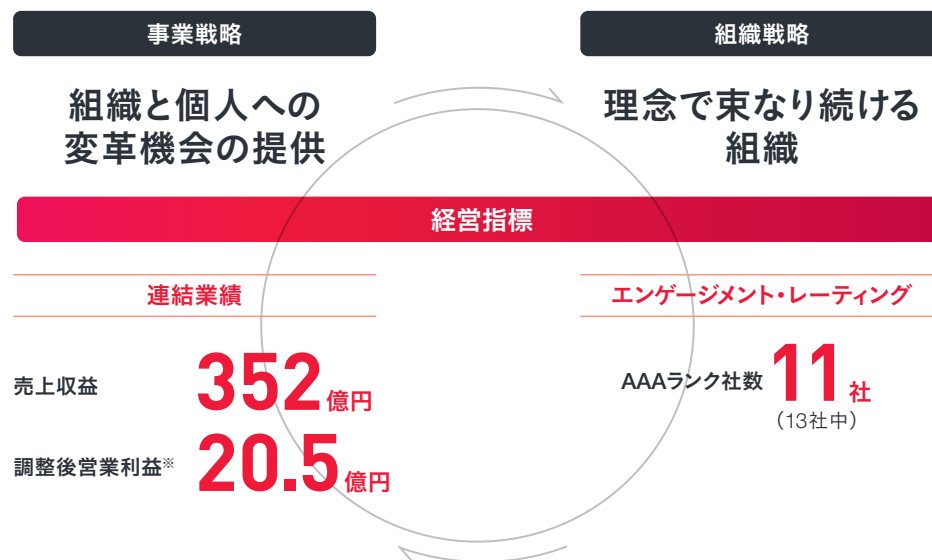 事業戦略
組織と個人への
変革機会の提供
組織戦略
理念で束なり続ける
組織
経営指標
連結業績
売上収益 352億円
調整後営業利益※ 20.5億円
エンゲージメント・レーティング
AAAランク社数 11社
（13社中）